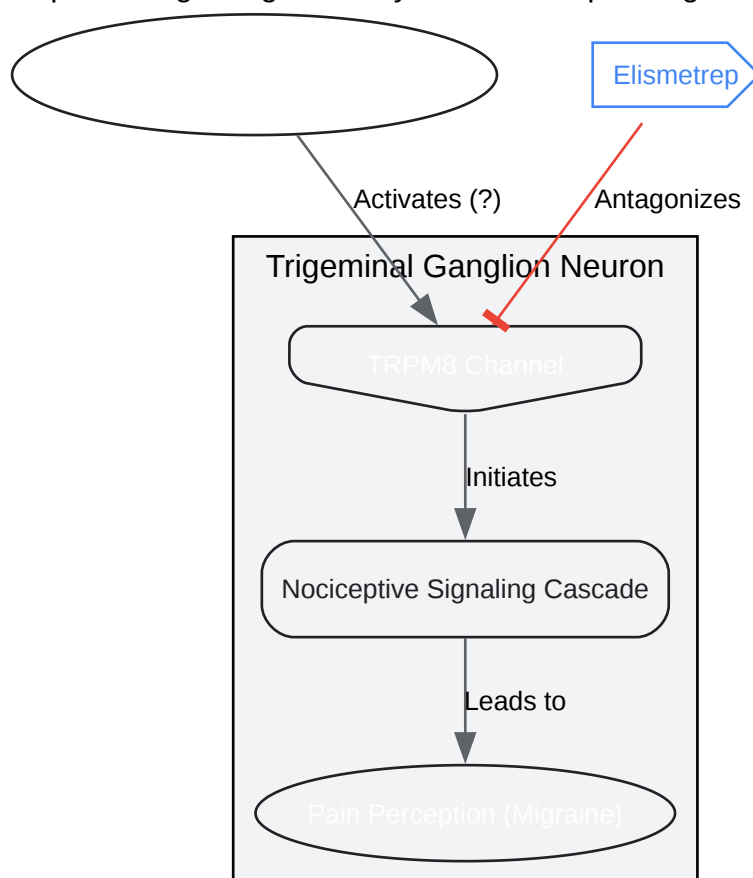 Elismetrep
Activates (?)
Antagonizes
Trigeminal Ganglion Neuron
TRPM8 Channel
Initiates
Nociceptive Signaling Cascade
Leads to
Pain Perception (Migraine)